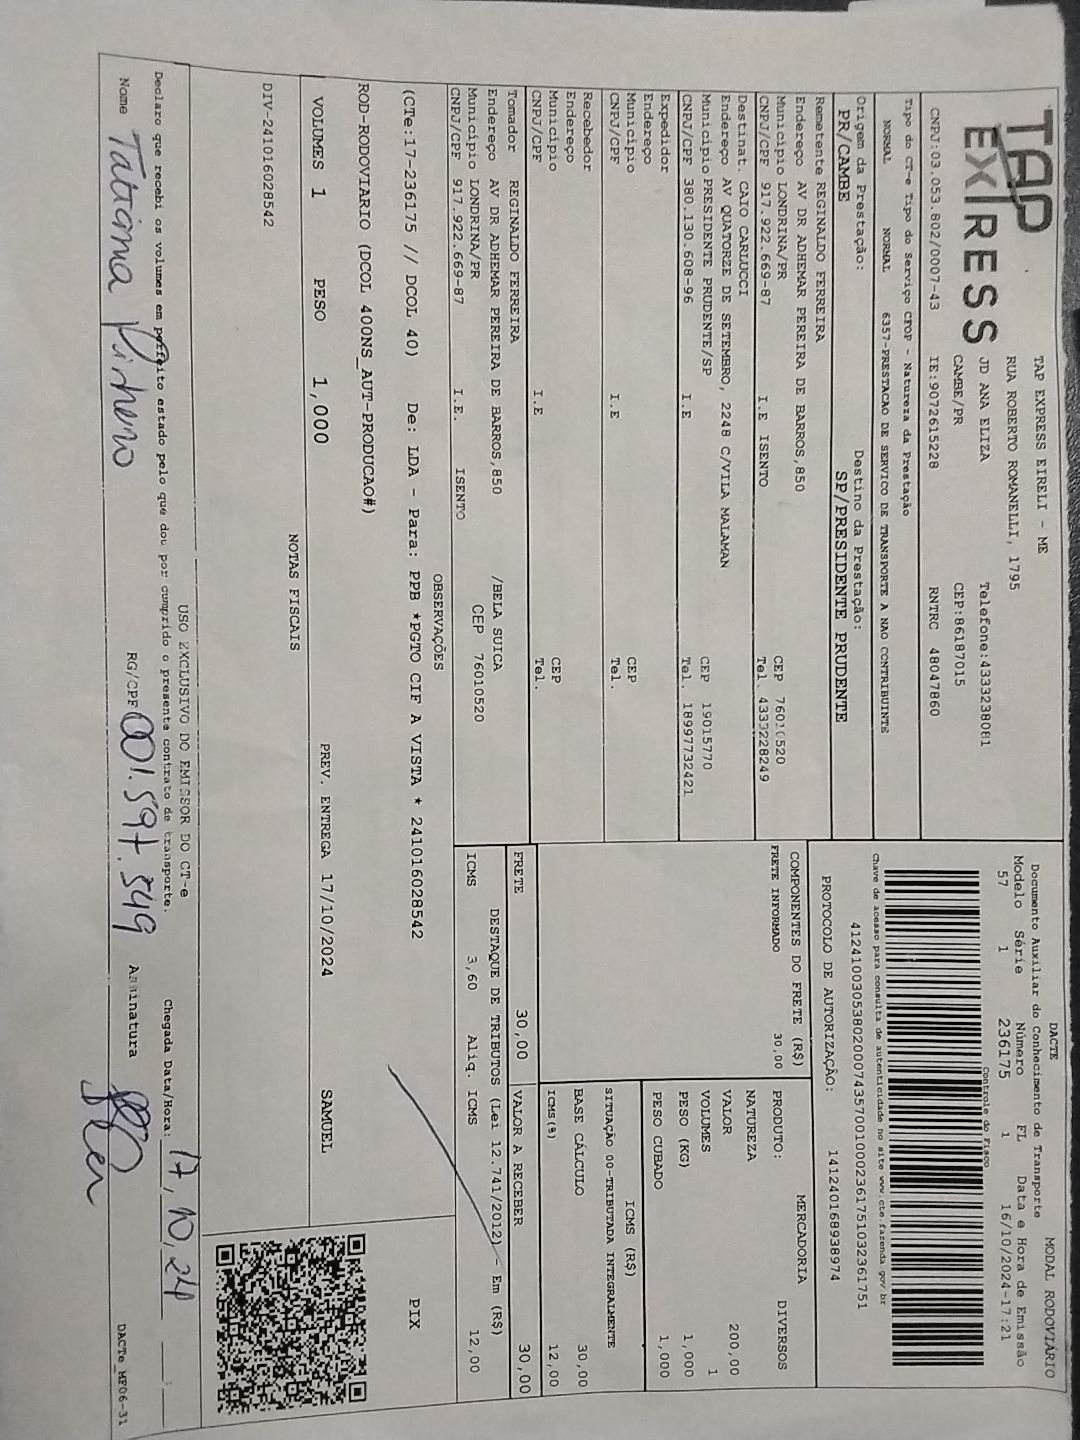 TAP EXPRESS
TAP EXPRESS EIRELI - ME
RUA ROBERTO ROMANELLI, 1795
JD ANA ELIZA Telefone:4333238081
CAMBE/PR CEP:86187015
CNPJ:03.053.802/0007-43 IE:9072615228 RNTRC 48047860
DACTE MODAL RODOVIÁRIO
Documento Auxiliar do Conhecimento de Transporte
Modelo Série Número FL Data e Hora de Emissão
57 1 236175 1 16/10/2024-17:21
Controle do Fisco
Chave de acesso para consulta de autenticidade no site www.cte.fazenda.gov.br
41241003053802000743570010002361751032361751
PROTOCOLO DE AUTORIZAÇÃO: 141240168938974
Tipo do CT-e Tipo do Serviço CFOP - Natureza da Prestação
NORMAL NORMAL 6357-PRESTACAO DE SERVICO DE TRANSPORTE A NAO CONTRIBUINTE
Origem da Prestação: Destino da Prestação:
PR/CAMBE SP/PRESIDENTE PRUDENTE
Remetente REGINALDO FERREIRA
Endereço AV DR ADHEMAR PEREIRA DE BARROS,850
Município LONDRINA/PR CEP 76010520
CNPJ/CPF 917.922.669-87 I.E ISENTO Tel. 4333228249
Destinat. CAIO CARLUCCI
Endereço AV QUATORZE DE SETEMBRO, 2248 C/VILA MALAMAN
Município PRESIDENTE PRUDENTE/SP CEP 19015770
CNPJ/CPF 380.130.608-96 I.E Tel. 18997732421
Expedidor
Endereço
Município CEP
CNPJ/CPF I.E Tel.
Recebedor
Endereço
Município CEP
CNPJ/CPF I.E Tel.
Tomador REGINALDO FERREIRA
Endereço AV DR ADHEMAR PEREIRA DE BARROS,850 /BELA SUICA
Município LONDRINA/PR CEP 76010520
CNPJ/CPF 917.922.669-87 I.E. ISENTO
COMPONENTES DO FRETE (R$)
FRETE INFORMADO 30,00
PRODUTO: MERCADORIA DIVERSOS
NATUREZA
VALOR 200,00
VOLUMES 1
PESO (KG) 1,000
PESO CUBADO 1,000
ICMS (R$)
SITUAÇÃO 00-TRIBUTADA INTEGRALMENTE
BASE CÁLCULO 30,00
ICMS(%) 12,00
FRETE 30,00 VALOR A RECEBER 30,00
DESTAQUE DE TRIBUTOS (Lei 12.741/2012) - Em (R$)
ICMS 3,60 Aliq. ICMS 12,00
OBSERVAÇÕES
(CTe:17-236175 // DCOL 40) De: LDA - Para: PPB *PGTO CIF A VISTA * 241016028542
PIX
ROD-RODOVIARIO (DCOL 400NS_AUT-PRODUCAO#)
VOLUMES 1 PESO 1,000 PREV. ENTREGA 17/10/2024 SAMUEL
NOTAS FISCAIS
DIV-241016028542
USO EXCLUSIVO DO EMISSOR DO CT-e
Declaro que recebi os volumes em perfeito estado pelo que dou por cumprido o presente contrato de transporte. Chegada Data/Hora: 17, 10, 24 :
Nome Tatiana Pinheiro RG/CPF 001.597.549 Assinatura
DACTe_MF06-31